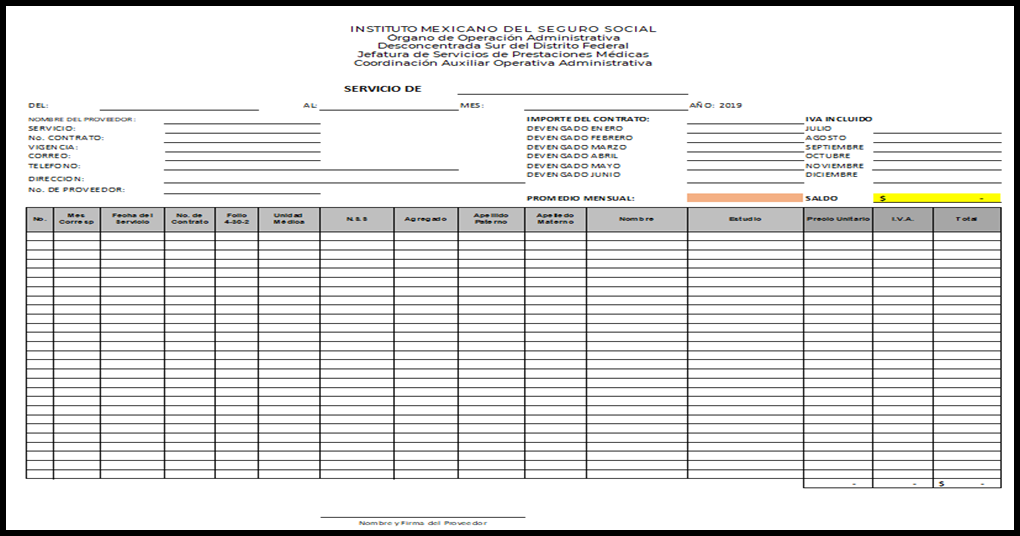 INSTITUTO MEXICANO DEL SEGURO SOCIAL
Órgano de Operación Administrativa
Desconcentrada Sur del Distrito Federal
Jefatura de Servicios de Prestaciones Médicas
Coordinación Auxiliar Operativa Administrativa
SERVICIO DE
DEL: AL: MES: AÑO: 2019
NOMBRE DEL PROVEEDOR: IMPORTE DEL CONTRATO: IVA INCLUIDO
SERVICIO: DEVENGADO ENERO JULIO
No. CONTRATO: DEVENGADO FEBRERO AGOSTO
VIGENCIA: DEVENGADO MARZO SEPTIEMBRE
CORREO: DEVENGADO ABRIL OCTUBRE
TELEFONO: DEVENGADO MAYO NOVIEMBRE
DIRECCION: DEVENGADO JUNIO DICIEMBRE
No. DE PROVEEDOR:
PROMEDIO MENSUAL: SALDO $ -
No. Mes Corresp Fecha del Servicio No. de Contrato Folio 4-30-2 Unidad Médica N.S.S Agregado Apellido Paterno Apelledo Materno Nombre Estudio Precio Unitario I.V.A. Total
- - $ -
Nombre y Firma del Proveedor